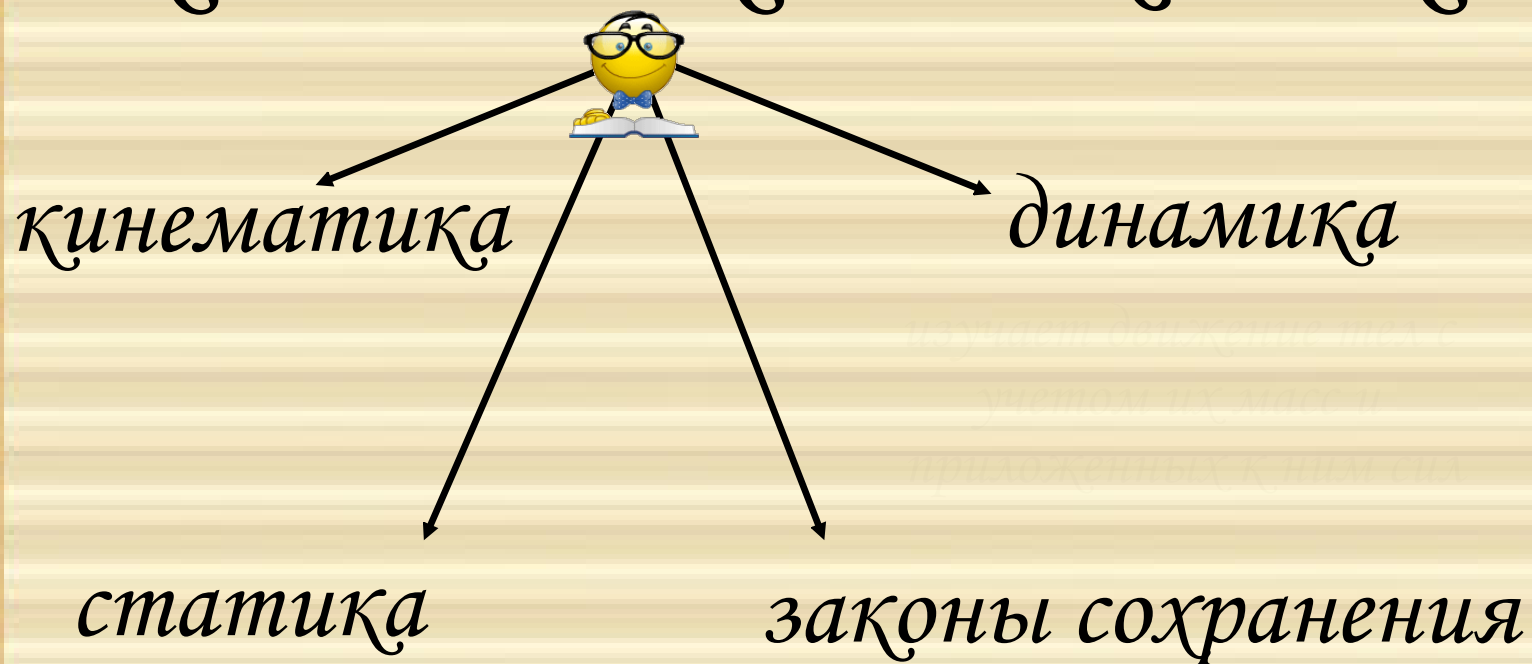 кинематика
динамика
изучает движение тел с
учетом их масс и
приложенных к ним сил
статика
законы сохранения